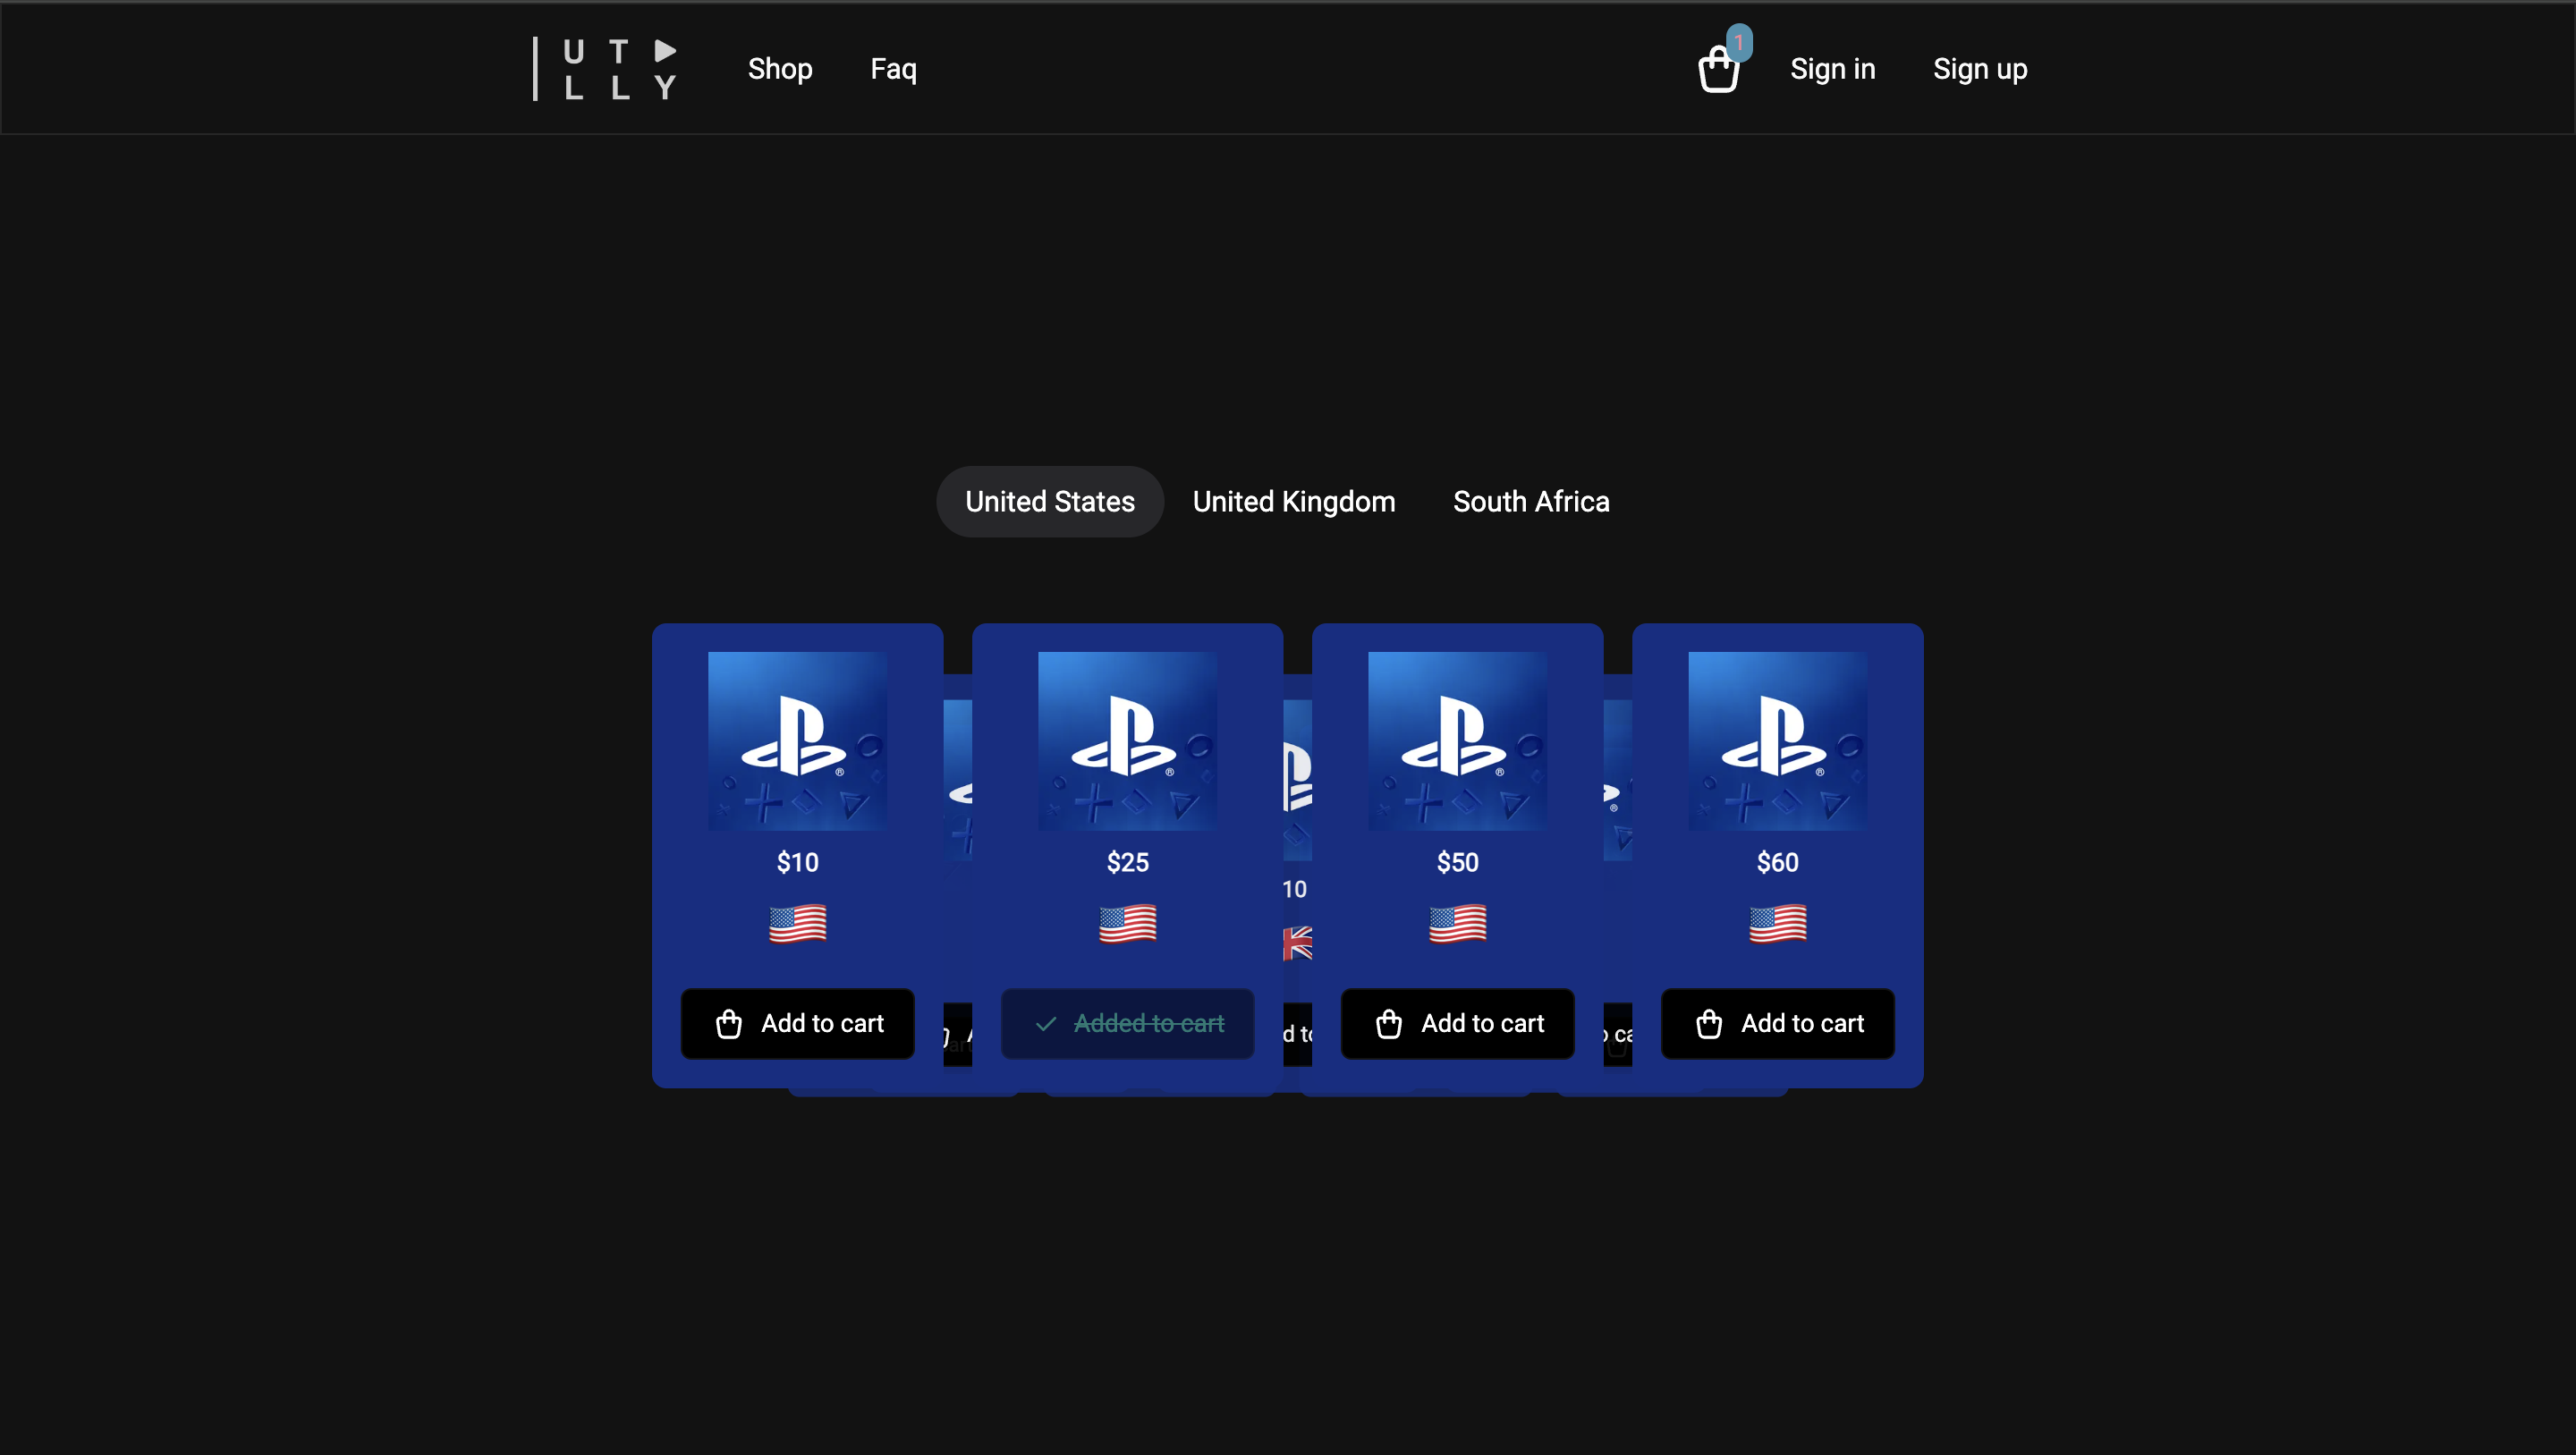 U T
L L Y
Shop
Faq
1
Sign in
Sign up
United States
United Kingdom
South Africa
$10
$25
$50
$60
10
Add to cart
Added to cart
Add to cart
Add to cart